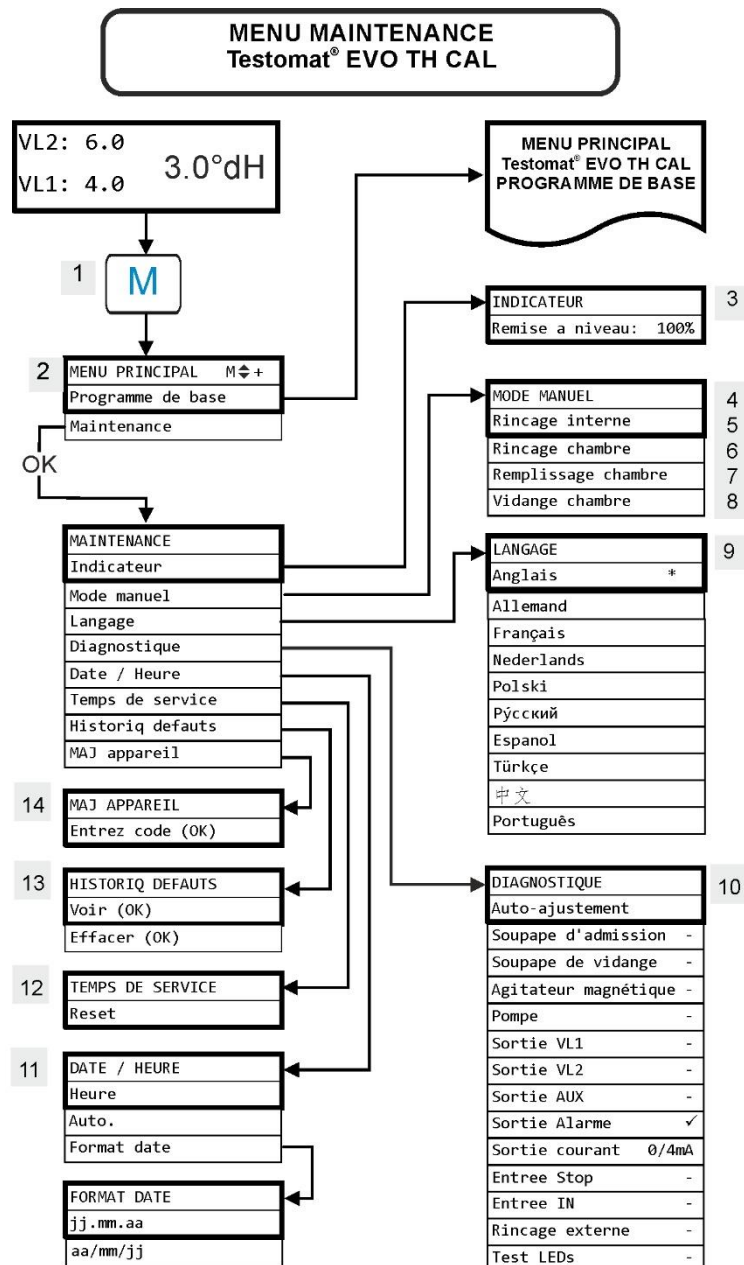 MENU MAINTENANCE
Testomat® EVO TH CAL
VL2: 6.0
3.0°dH
VL1: 4.0
MENU PRINCIPAL
Testomat® EVO TH CAL
PROGRAMME DE BASE
1
M
2
MENU PRINCIPAL M♦+
Programme de base
Maintenance
OK
INDICATEUR
Remise a niveau: 100%
3
MODE MANUEL
4
Rincage interne
5
Rincage chambre
6
Remplissage chambre
7
Vidange chambre
8
MAINTENANCE
Indicateur
Mode manuel
Langage
Diagnostique
Date / Heure
Temps de service
Historiq defauts
MAJ appareil
LANGAGE
9
Anglais *
Allemand
Français
Nederlands
Polski
Pýccкий
Espanol
Türkçe
中文
Português
14
MAJ APPAREIL
Entrez code (OK)
13
HISTORIQ DEFAUTS
Voir (OK)
Effacer (OK)
12
TEMPS DE SERVICE
Reset
11
DATE / HEURE
Heure
Auto.
Format date
FORMAT DATE
jj.mm.aa
aa/mm/jj
DIAGNOSTIQUE
10
Auto-ajustement
Soupape d'admission -
Soupape de vidange -
Agitateur magnétique -
Pompe -
Sortie VL1 -
Sortie VL2 -
Sortie AUX -
Sortie Alarme ✓
Sortie courant 0/4mA
Entree Stop -
Entree IN -
Rincage externe -
Test LEDs -